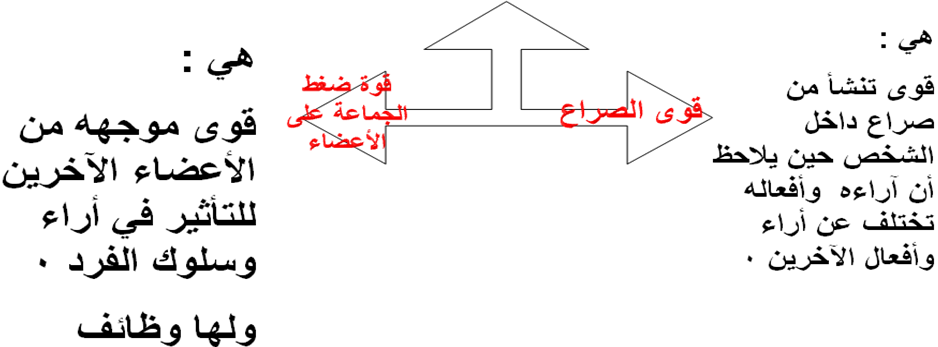 هي :
قوى تنشأ من
صراع داخل
الشخص حين يلاحظ
أن آراءه وأفعاله
تختلف عن أراء
وأفعال الآخرين ٠
قوى الصراع
قوة ضغط
الجماعة على
الأعضاء
هي :
قوى موجهه من
الأعضاء الآخرين
للتأثير في أراء
وسلوك الفرد ٠
ولها وظائف